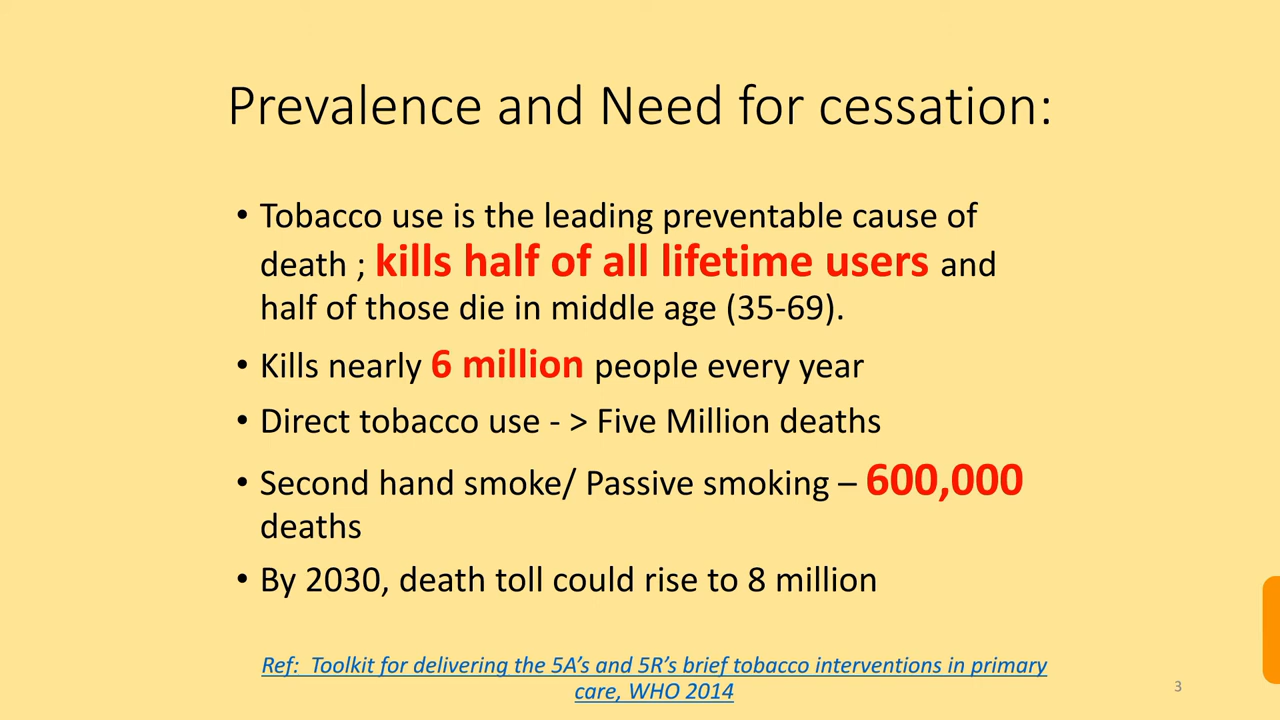 Prevalence and Need for cessation:
• Tobacco use is the leading preventable cause of
death ; kills half of all lifetime users and
half of those die in middle age (35-69).
• Kills nearly 6 million people every year
• Direct tobacco use - > Five Million deaths
• Second hand smoke/ Passive smoking – 600,000
deaths
• By 2030, death toll could rise to 8 million
Ref:  Toolkit for delivering the 5A’s and 5R’s brief tobacco interventions in primary
care, WHO 2014
3